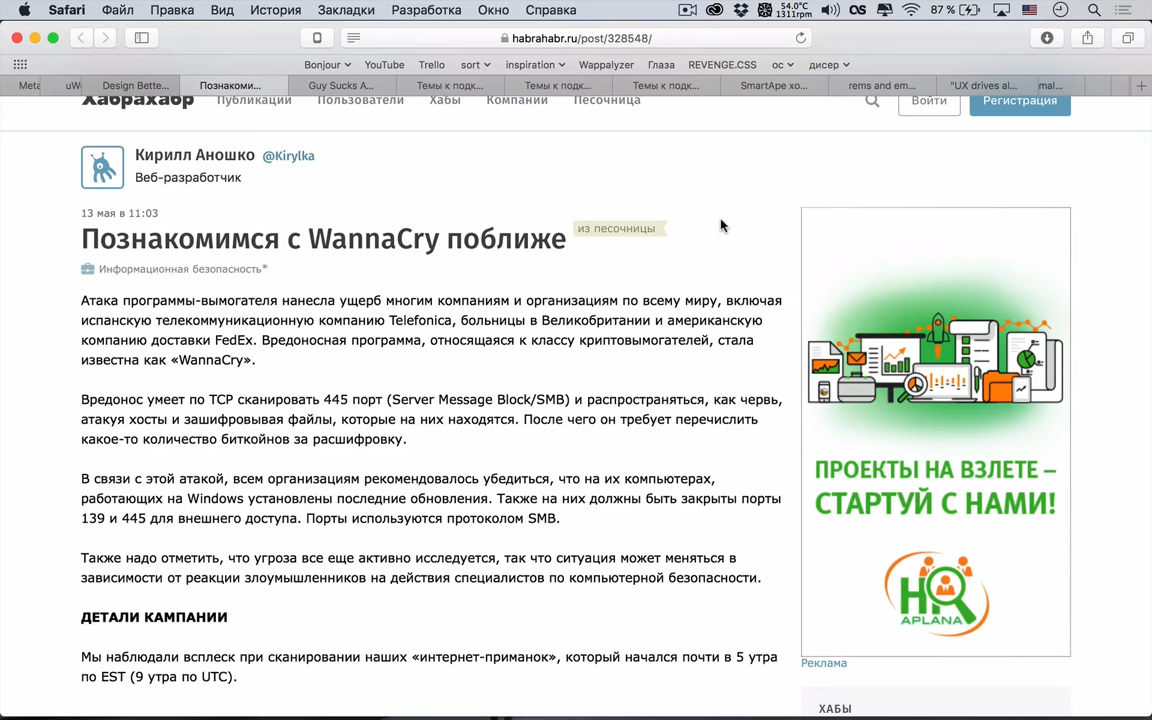 Safari Файл Правка Вид История Закладки Разработка Окно Справка 54.0°C 1311rpm 87 %
habrahabr.ru/post/328548/
Bonjour YouTube Trello sort inspiration Wappalyzer Глаза REVENGE.CSS ос дисер
Meta uW Design Bette... Познакоми... Guy Sucks A... Темы к подк... Темы к подк... Темы к подк... SmartApe хо... rems and em... "UX drives al... mal...
Хабрахабр Публикации Пользователи Хабы Компании Песочница Войти Регистрация
Кирилл Аношко @Kirylka
Веб-разработчик
13 мая в 11:03
Познакомимся с WannaCry поближе из песочницы
Информационная безопасность*
Атака программы-вымогателя нанесла ущерб многим компаниям и организациям по всему миру, включая
испанскую телекоммуникационную компанию Telefonica, больницы в Великобритании и американскую
компанию доставки FedEx. Вредоносная программа, относящаяся к классу криптовымогателей, стала
известна как «WannaCry».
Вредонос умеет по TCP сканировать 445 порт (Server Message Block/SMB) и распространяться, как червь,
атакуя хосты и зашифровывая файлы, которые на них находятся. После чего он требует перечислить
какое-то количество биткойнов за расшифровку.
В связи с этой атакой, всем организациям рекомендовалось убедиться, что на их компьютерах,
работающих на Windows установлены последние обновления. Также на них должны быть закрыты порты
139 и 445 для внешнего доступа. Порты используются протоколом SMB.
Также надо отметить, что угроза все еще активно исследуется, так что ситуация может меняться в
зависимости от реакции злоумышленников на действия специалистов по компьютерной безопасности.
ДЕТАЛИ КАМПАНИИ
Мы наблюдали всплеск при сканировании наших «интернет-приманок», который начался почти в 5 утра
по EST (9 утра по UTC).
ПРОЕКТЫ НА ВЗЛЕТЕ –
СТАРТУЙ С НАМИ!
HR
APLANA
Реклама
ХАБЫ